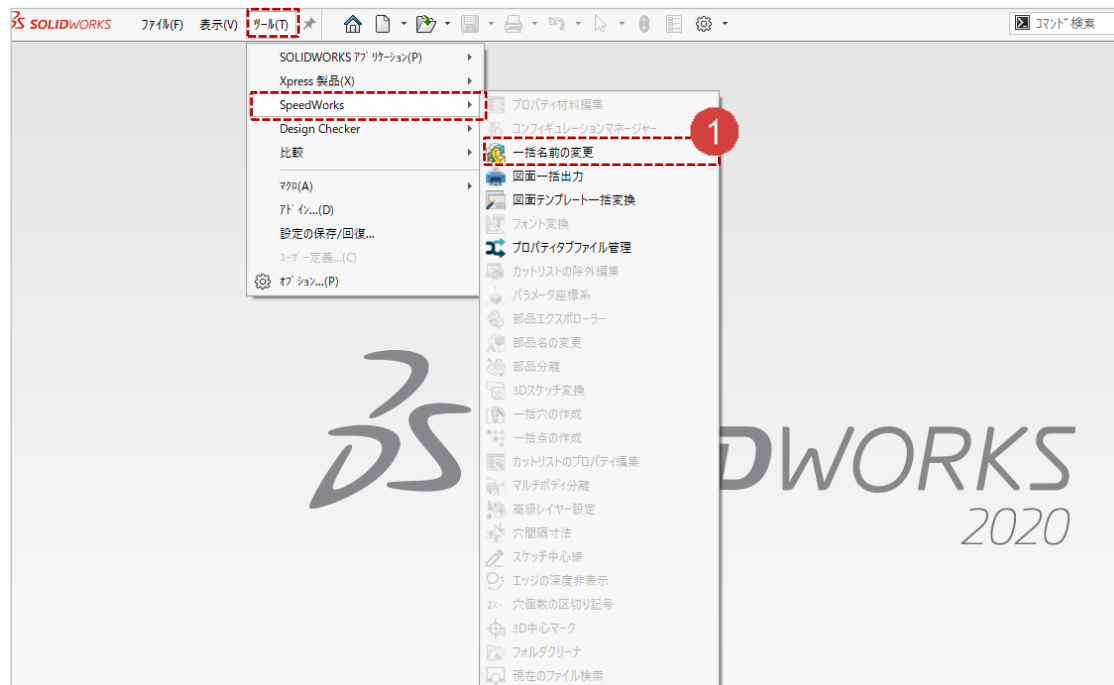 SOLIDWORKS ﾌｧｲﾙ(F) 表示(V) ﾂｰﾙ(T) ｺﾏﾝﾄﾞ検索
SOLIDWORKS ｱﾌﾟﾘｹｰｼｮﾝ(P)
Xpress 製品(X)
SpeedWorks
Design Checker
比較
ﾏｸﾛ(A)
ｱﾄﾞｲﾝ...(D)
設定の保存/回復...
ﾕｰｻﾞｰ定義...(C)
ｵﾌﾟｼｮﾝ...(P)
プロパティ材料編集
コンフィギュレーションマネージャー
1
一括名前の変更
図面一括出力
図面テンプレート一括変換
フォント変換
プロパティタブファイル管理
カットリストの除外編集
パラメータ座標系
部品エクスポローラー
部品名の変更
部品分離
3Dスケッチ変換
一括穴の作成
一括点の作成
カットリストのプロパティ編集
マルチボディ分離
高級レイヤー設定
穴間隔寸法
スケッチ中心線
エッジの深度非表示
2X- 穴個数の区切り記号
3D中心マーク
フォルダクリーナ
現在のファイル検索
DWORKS
2020